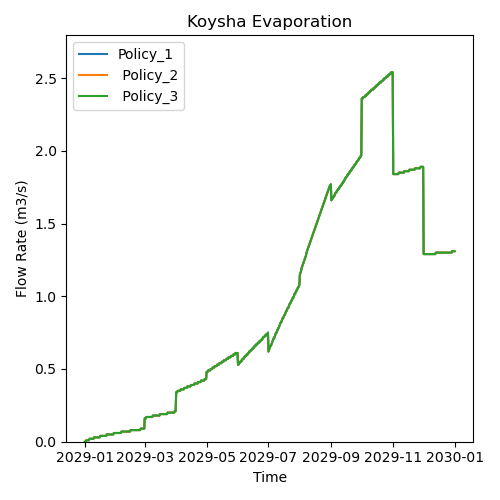 Koysha Evaporation
Policy_1
Policy_2
Policy_3
Flow Rate (m3/s)
2.5
2.0
1.5
1.0
0.5
0.0
2029-01 2029-03 2029-05 2029-07 2029-09 2029-11 2030-01
Time